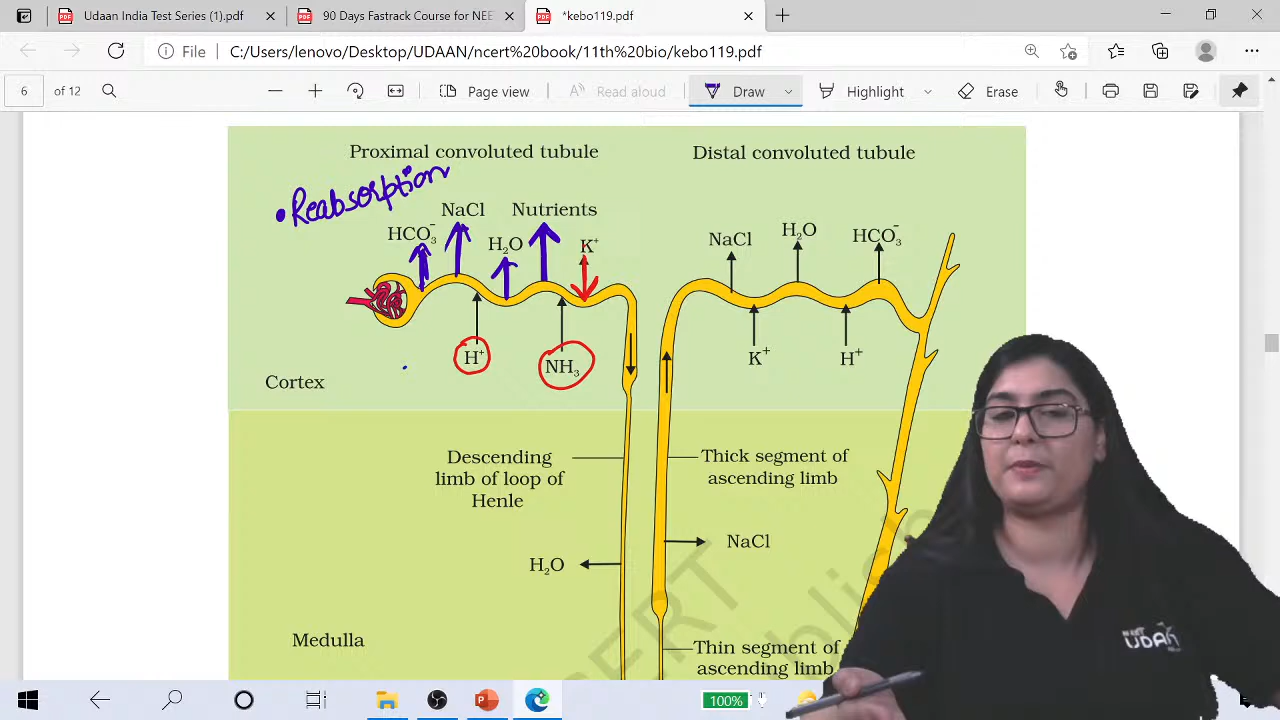 Udaan India Test Series (1).pdf
90 Days Fastrack Course for NEE
*kebo119.pdf
File
C:/Users/lenovo/Desktop/UDAAN/ncert%20book/11th%20bio/kebo119.pdf
6 of 12
Page view
Read aloud
Draw
Highlight
Erase
Proximal convoluted tubule
Distal convoluted tubule
• Reabsorption
NaCl
Nutrients
HCO₃⁻
H₂O
K⁺
NaCl
H₂O
HCO₃⁻
H⁺
NH₃
K⁺
H⁺
Cortex
Descending
limb of loop of
Henle
Thick segment of
ascending limb
NaCl
H₂O
Medulla
Thin segment of
ascending limb
UDAAN
100%